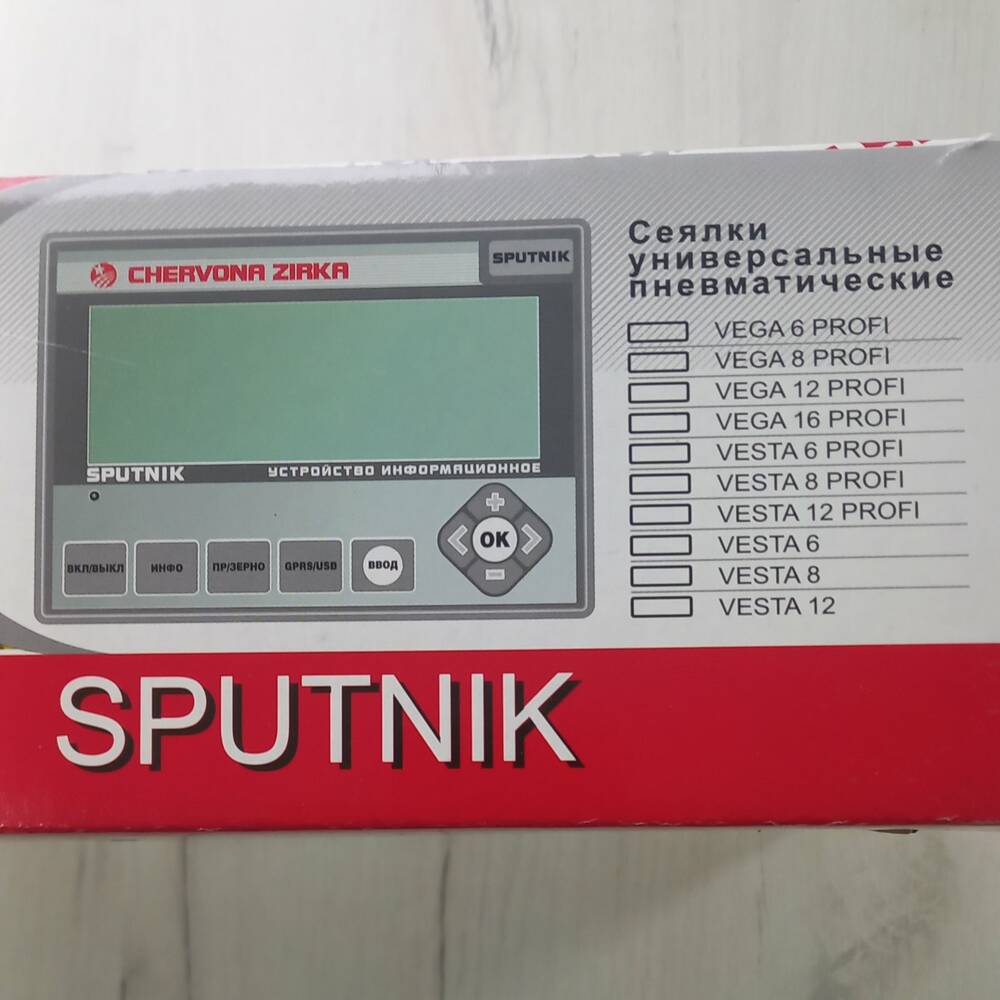 CHERVONA ZIRKA
SPUTNIK
SPUTNIK
УСТРОЙСТВО ИНФОРМАЦИОННОЕ
ВКЛ/ВЫКЛ
ИНФО
ПР/ЗЕРНО
GPRS/USB
ВВОД
OK
Сеялки
универсальные
пневматические
VEGA 6 PROFI
VEGA 8 PROFI
VEGA 12 PROFI
VEGA 16 PROFI
VESTA 6 PROFI
VESTA 8 PROFI
VESTA 12 PROFI
VESTA 6
VESTA 8
VESTA 12
SPUTNIK